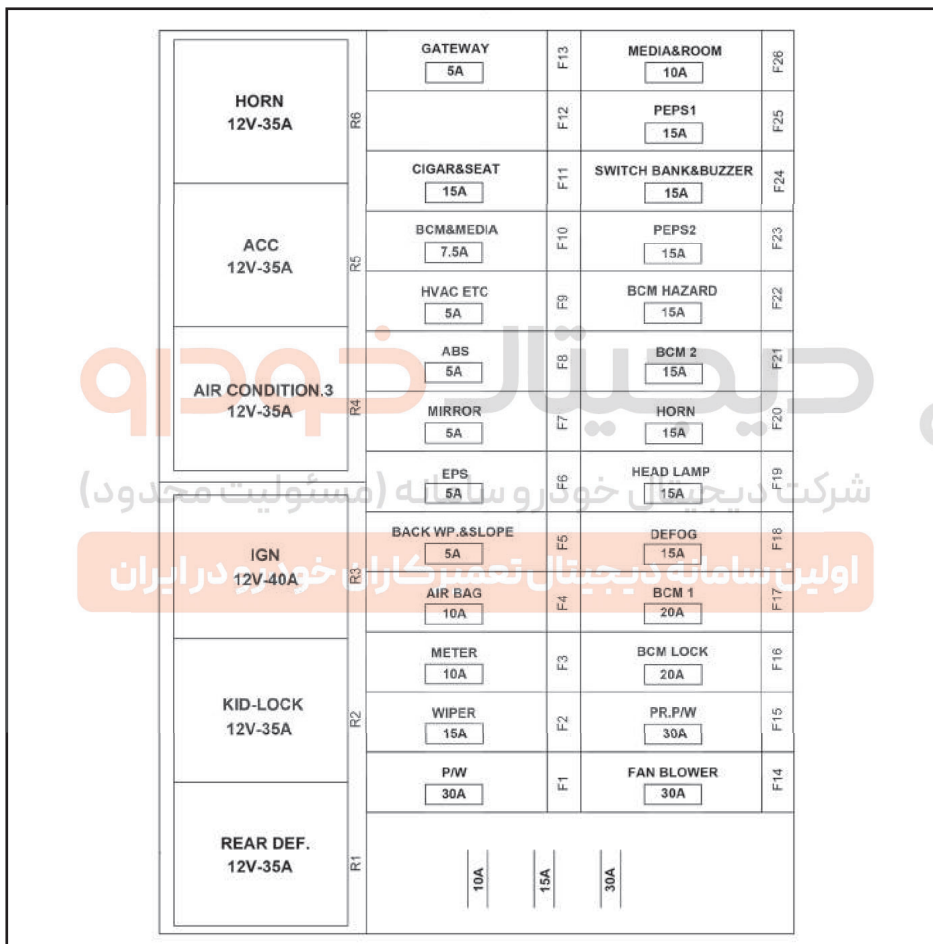 HORN
12V-35A
R6
ACC
12V-35A
R5
AIR CONDITION.3
12V-35A
R4
IGN
12V-40A
R3
KID-LOCK
12V-35A
R2
REAR DEF.
12V-35A
R1
GATEWAY
5A
F13
F12
CIGAR&SEAT
15A
F11
BCM&MEDIA
7.5A
F10
HVAC ETC
5A
F9
ABS
5A
F8
MIRROR
5A
F7
EPS
5A
F6
BACK WP.&SLOPE
5A
F5
AIR BAG
10A
F4
METER
10A
F3
WIPER
15A
F2
P/W
30A
F1
MEDIA&ROOM
10A
F26
PEPS1
15A
F25
SWITCH BANK&BUZZER
15A
F24
PEPS2
15A
F23
BCM HAZARD
15A
F22
BCM 2
15A
F21
HORN
15A
F20
HEAD LAMP
15A
F19
DEFOG
15A
F18
BCM 1
20A
F17
BCM LOCK
20A
F16
PR.P/W
30A
F15
FAN BLOWER
30A
F14
10A
15A
30A
دیجیتال خودرو
شرکت دیجیتال خودرو سامانه (مسئولیت محدود)
اولین سامانه دیجیتال تعمیرکاران خودرو در ایران